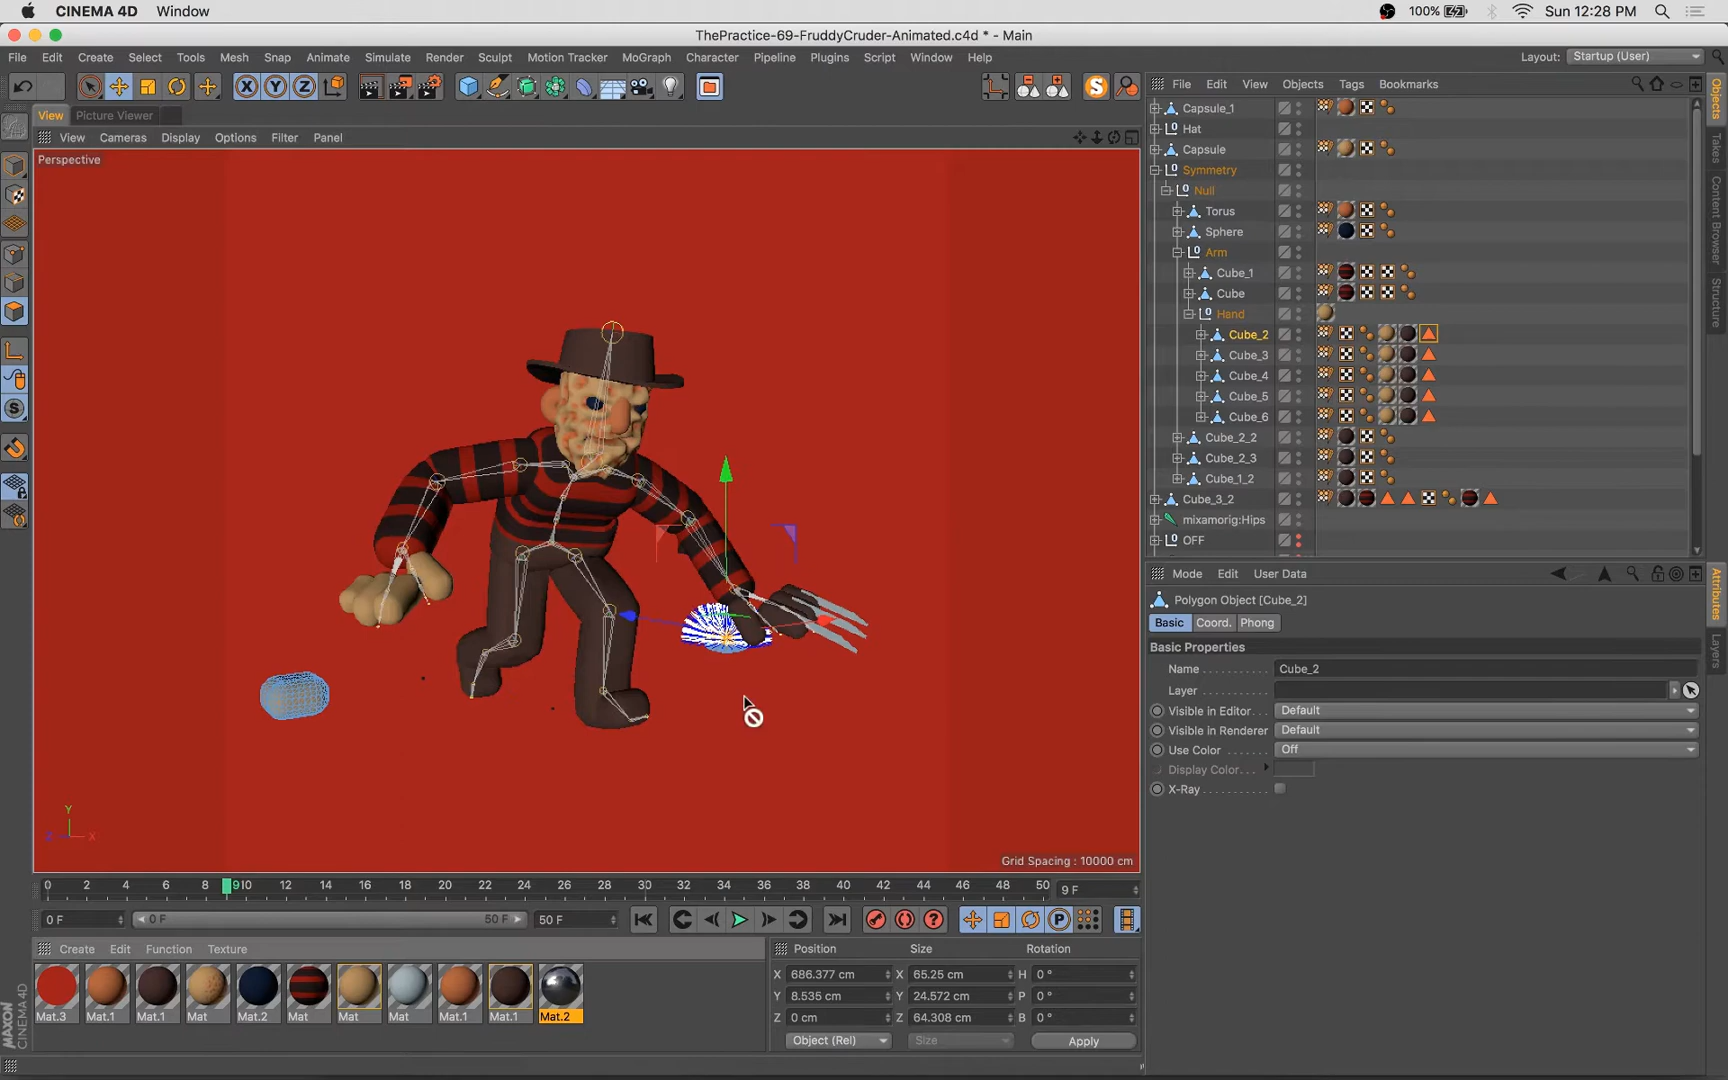 CINEMA 4D Window 100% Sun 12:28 PM
ThePractice-69-FruddyCruder-Animated.c4d * - Main
File Edit Create Select Tools Mesh Snap Animate Simulate Render Sculpt Motion Tracker MoGraph Character Pipeline Plugins Script Window Help Layout: Startup (User)
X Y Z S
File Edit View Objects Tags Bookmarks
View Picture Viewer
View Cameras Display Options Filter Panel
Perspective
Capsule_1
Hat
Capsule
Symmetry
Null
Torus
Sphere
Arm
Cube_1
Cube
Hand
Cube_2
Cube_3
Cube_4
Cube_5
Cube_6
Cube_2_2
Cube_2_3
Cube_1_2
Cube_3_2
mixamorig:Hips
OFF
Objects
Takes
Content Browser
Structure
Attributes
Layers
Mode Edit User Data
Polygon Object [Cube_2]
Basic Coord. Phong
Basic Properties
Name Cube_2
Layer
Visible in Editor Default
Visible in Renderer Default
Use Color Off
Display Color
X-Ray
Y
Z X
Grid Spacing : 10000 cm
0 2 4 6 8 9 10 12 14 16 18 20 22 24 26 28 30 32 34 36 38 40 42 44 46 48 50 9 F
0 F 0 F 50 F 50 F ? P
Create Edit Function Texture
Mat.3 Mat.1 Mat.1 Mat Mat.2 Mat Mat Mat Mat.1 Mat.1 Mat.2
Position Size Rotation
X 686.377 cm X 65.25 cm H 0 °
Y 8.535 cm Y 24.572 cm P 0 °
Z 0 cm Z 64.308 cm B 0 °
Object (Rel) Size Apply
MAXON
CINEMA 4D